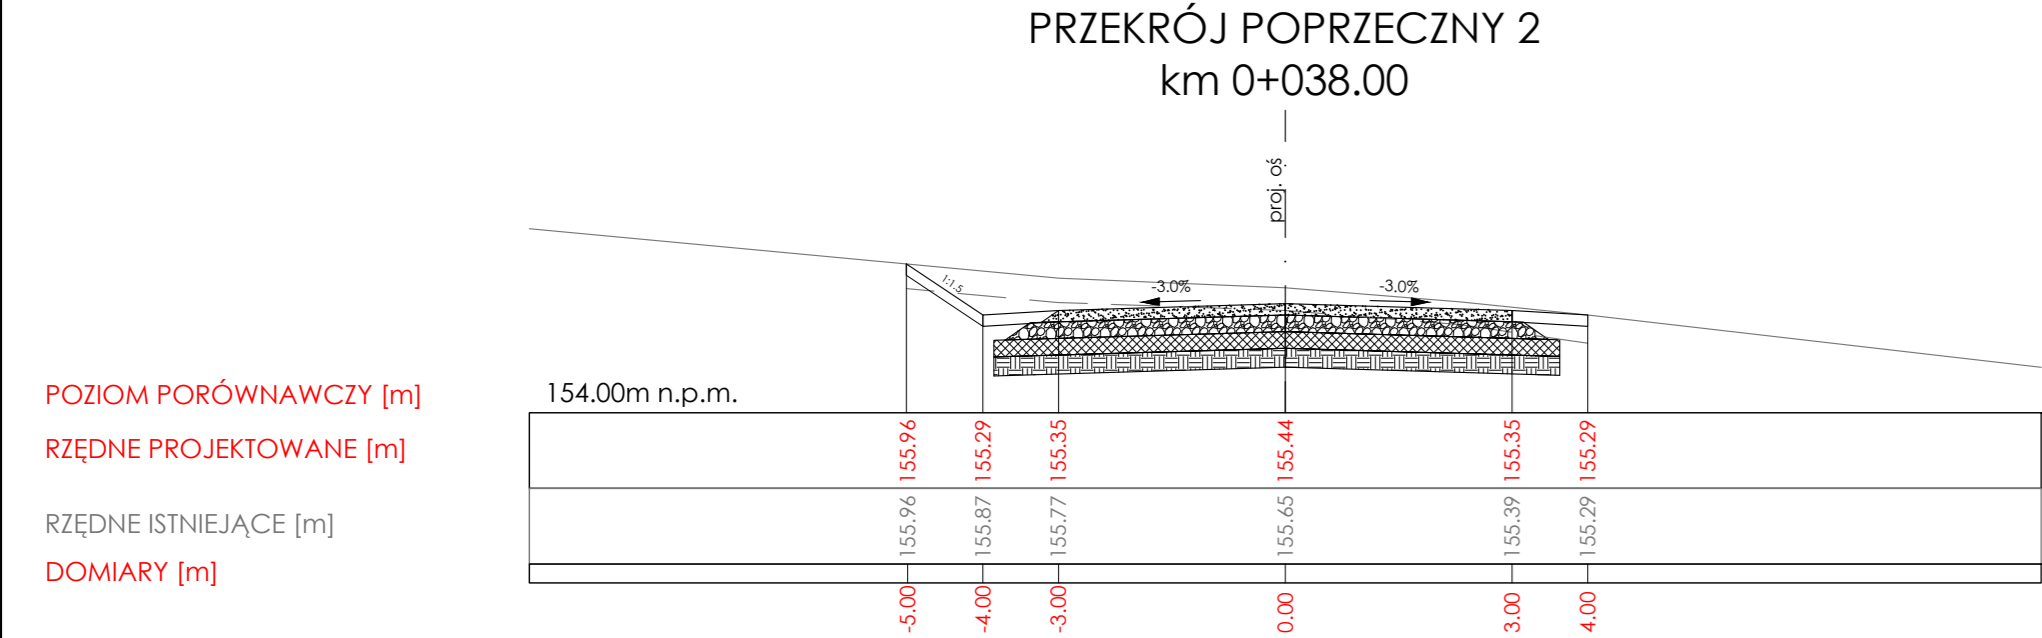 PRZEKRÓJ POPRZECZNY 2
km 0+038.00
proj. oś
1:1.5
-3.0%
-3.0%
POZIOM PORÓWNAWCZY [m]
154.00m n.p.m.
RZĘDNE PROJEKTOWANE [m]
155.96
155.29
155.35
155.44
155.35
155.29
RZĘDNE ISTNIEJĄCE [m]
155.96
155.87
155.77
155.65
155.39
155.29
DOMIARY [m]
-5.00
-4.00
-3.00
0.00
3.00
4.00